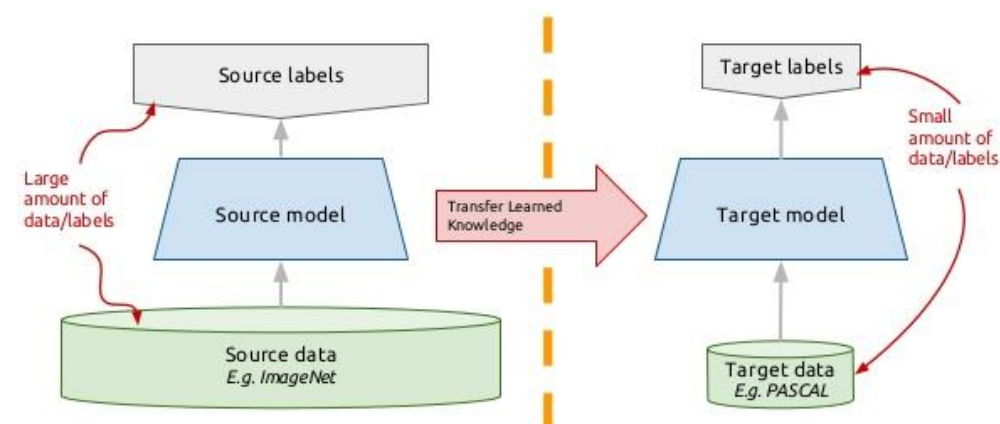 Source labels
Large
amount of
data/labels
Source model
Source data
E.g. ImageNet
Transfer Learned
Knowledge
Target labels
Small
amount of
data/labels
Target model
Target data
E.g. PASCAL